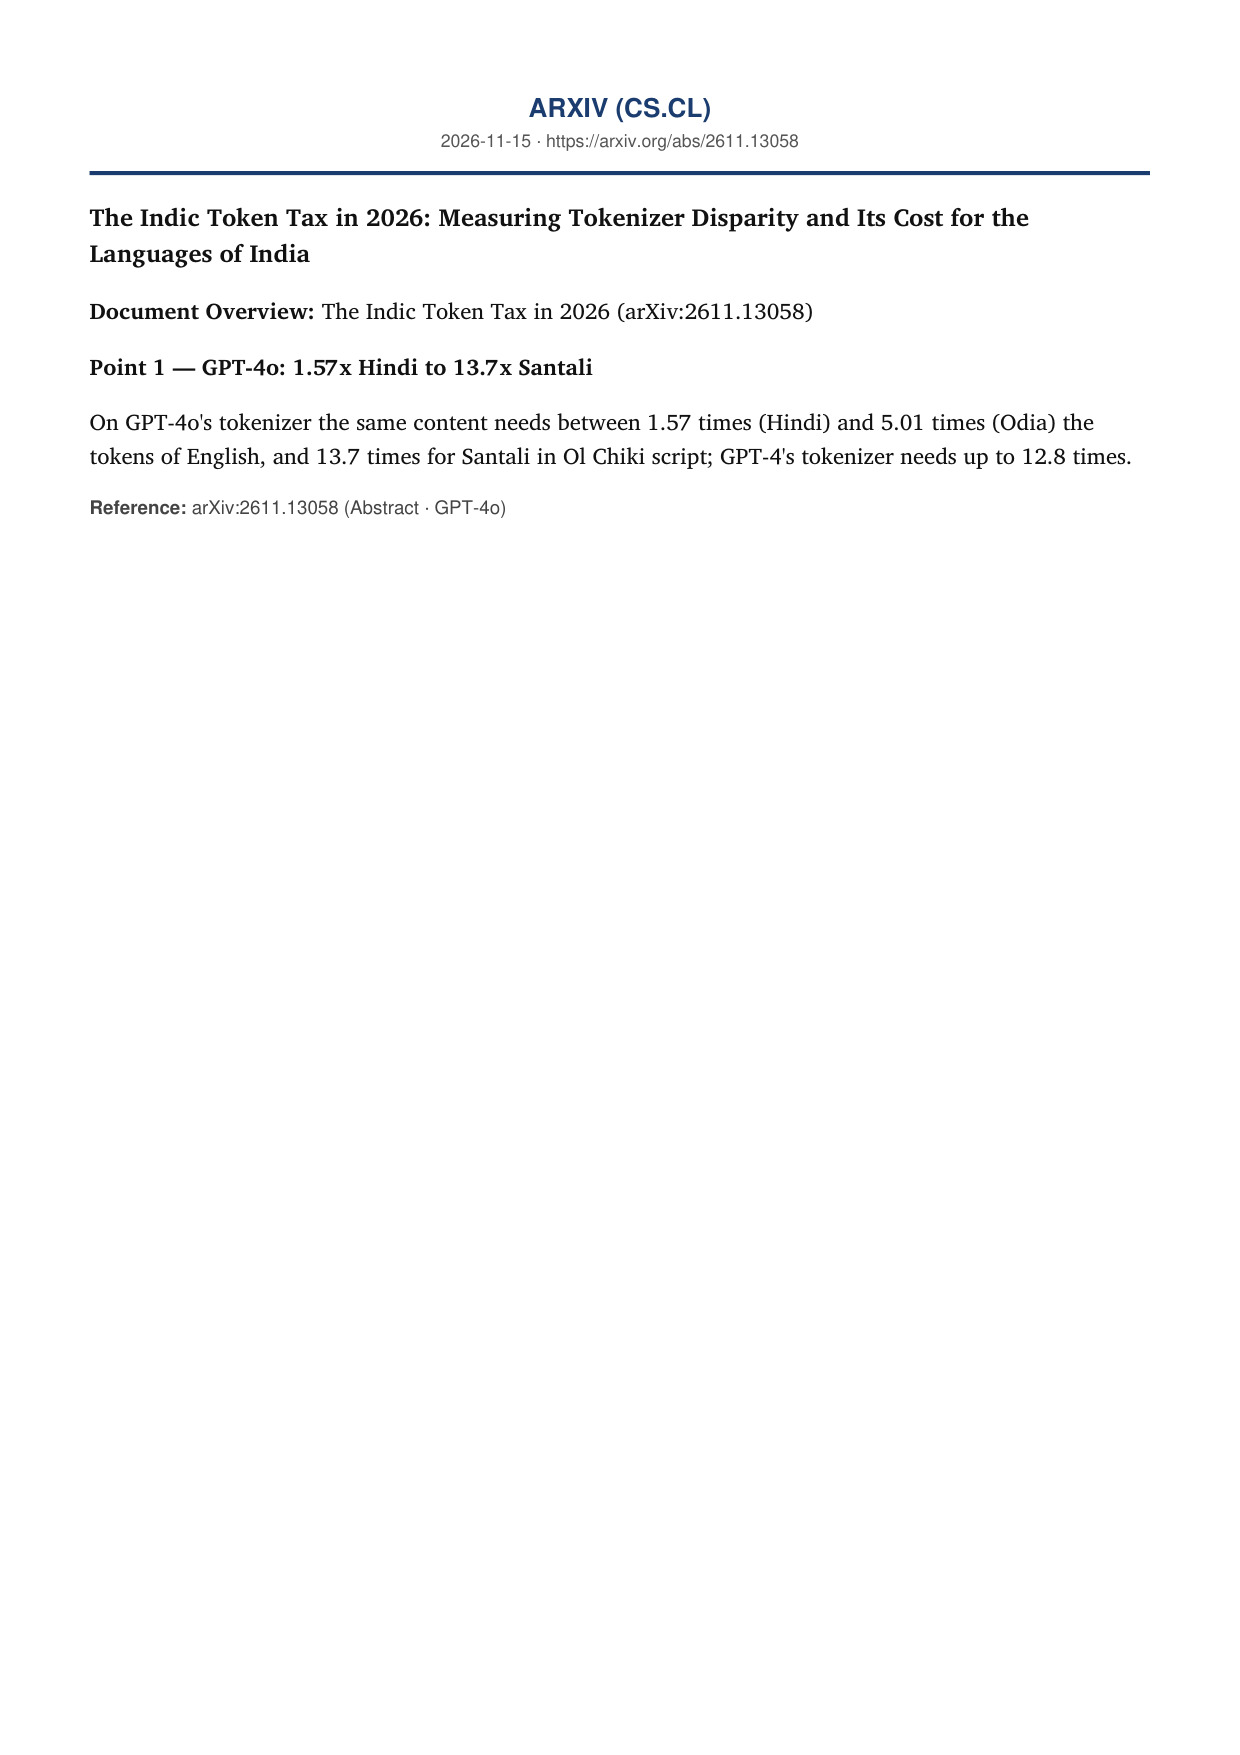 ARXIV (CS.CL)
2026-11-15 · https://arxiv.org/abs/2611.13058
The Indic Token Tax in 2026: Measuring Tokenizer Disparity and Its Cost for the
Languages of India
Document Overview: The Indic Token Tax in 2026 (arXiv:2611.13058)
Point 1 — GPT-4o: 1.57x Hindi to 13.7x Santali
On GPT-4o's tokenizer the same content needs between 1.57 times (Hindi) and 5.01 times (Odia) the
tokens of English, and 13.7 times for Santali in Ol Chiki script; GPT-4's tokenizer needs up to 12.8 times.
Reference: arXiv:2611.13058 (Abstract · GPT-4o)